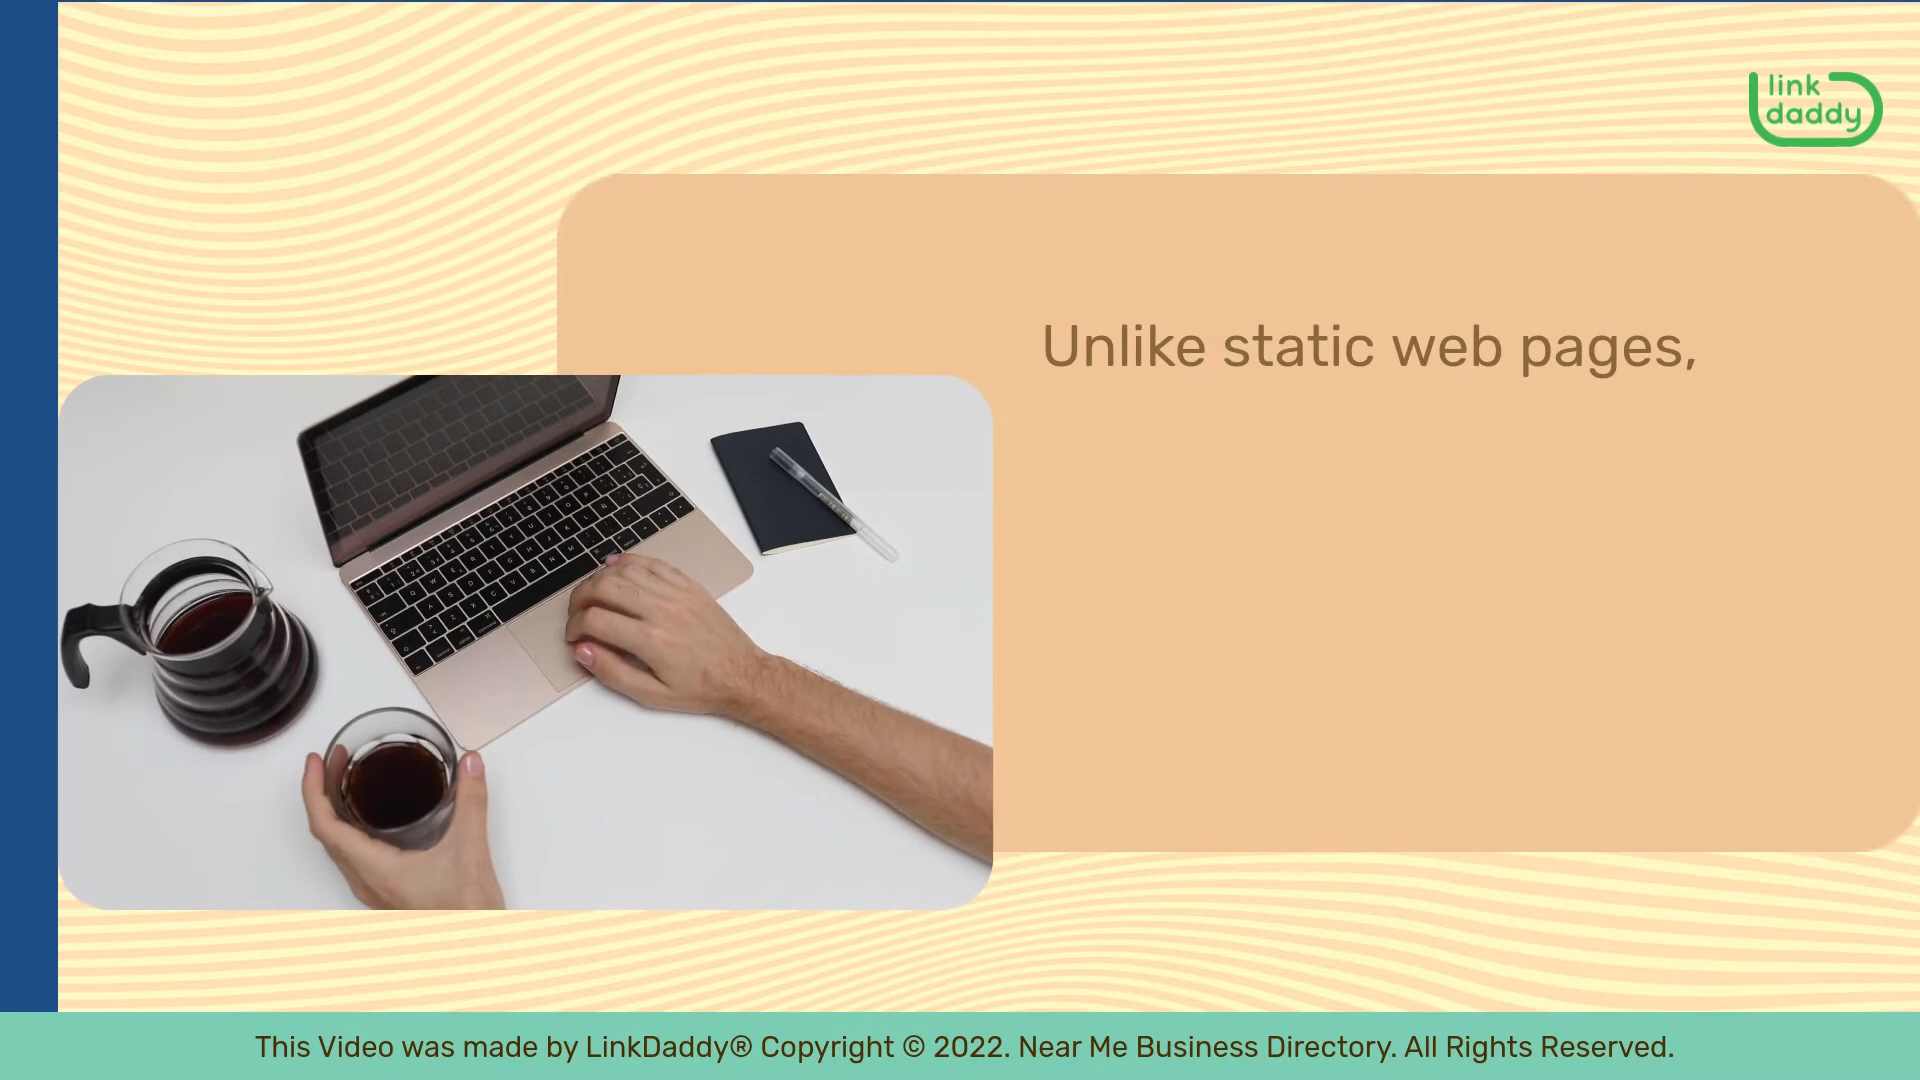 link
daddy
Unlike static web pages,
This Video was made by LinkDaddy® Copyright © 2022. Near Me Business Directory. All Rights Reserved.